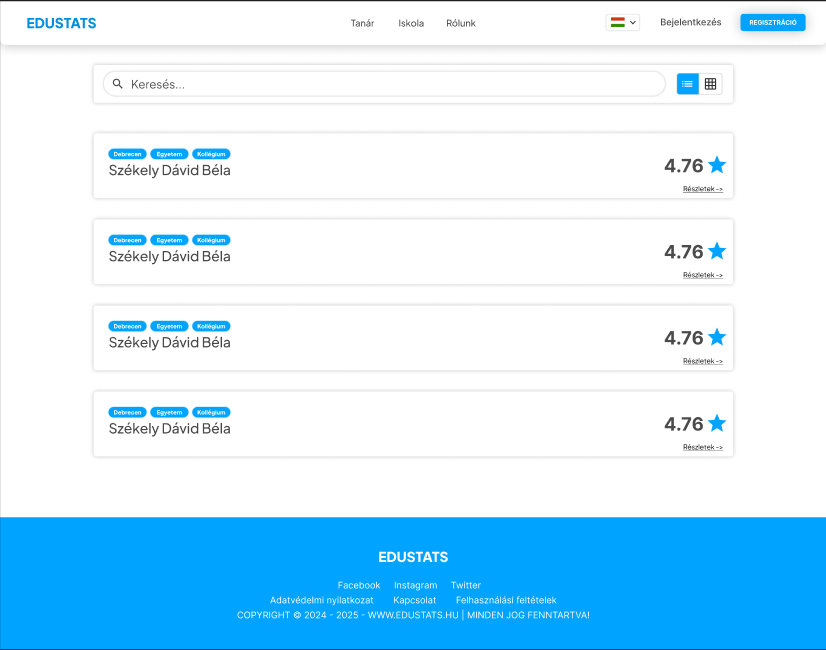 EDUSTATS Tanár Iskola Rólunk Bejelentkezés REGISZTRÁCIÓ
Keresés...
Debrecen Egyetem Kollégium
Székely Dávid Béla
4.76
Részletek ->
Debrecen Egyetem Kollégium
Székely Dávid Béla
4.76
Részletek ->
Debrecen Egyetem Kollégium
Székely Dávid Béla
4.76
Részletek ->
Debrecen Egyetem Kollégium
Székely Dávid Béla
4.76
Részletek ->
EDUSTATS
Facebook Instagram Twitter
Adatvédelmi nyilatkozat Kapcsolat Felhasználási feltételek
COPYRIGHT © 2024 - 2025 - WWW.EDUSTATS.HU | MINDEN JOG FENNTARTVA!